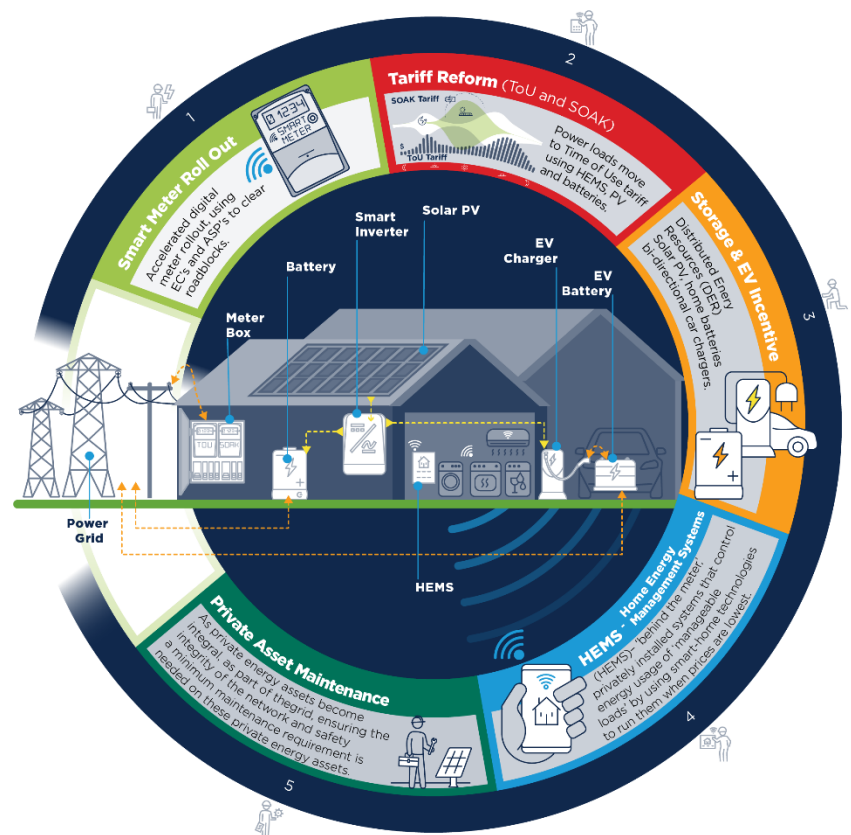 1
Smart Meter Roll Out
Accelerated digital
meter rollout, using
EC's and ASP's to clear
roadblocks.
01234
SMART
METER
2
Tariff Reform (ToU and SOAK)
SOAK Tariff
$
ToU Tariff
Power loads move
to Time of Use tariff
using HEMS, PV
and batteries.
3
Storage & EV Incentive
Distributed Enery
Resources (DER)
Solar PV, home batteries
bi-directional car chargers.
4
HEMS - Home Energy
Management Systems
(HEMS)- 'behind the meter,'
privately installed systems that control
energy usage of 'manageable
loads' by using smart-home technologies
to run them when prices are lowest.
5
Private Asset Maintenance
As private energy assets become
integral, as part of thegrid, ensuring the
integrity of the network and safety
a minimum maintenance requirement is
needed on these private energy assets.
Smart
Inverter
Solar PV
Battery
EV
Charger
EV
Battery
Meter
Box
TOU
SOAK
Power
Grid
HEMS